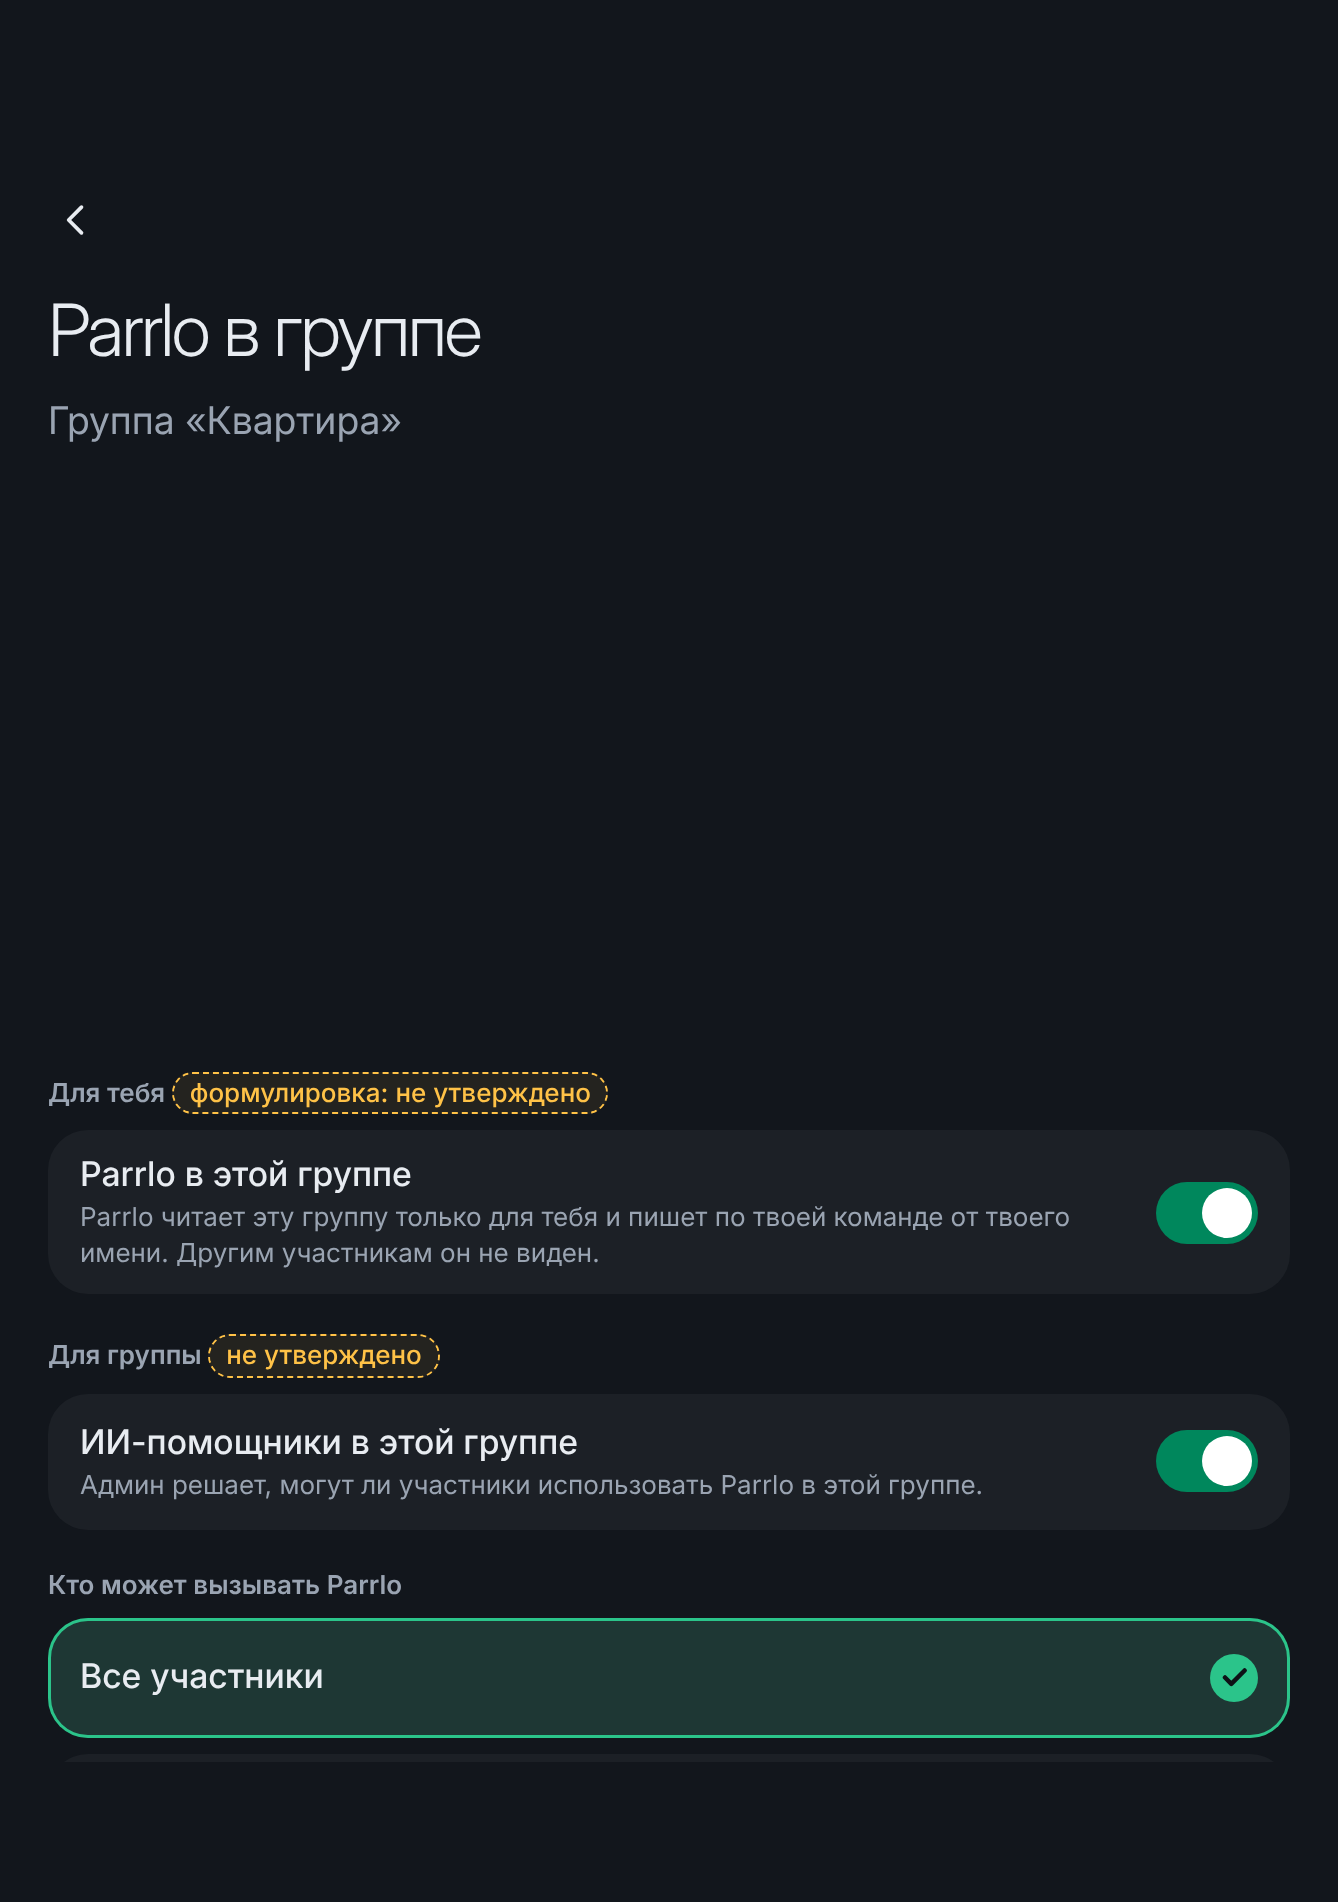 Parrlo в группе
Группа «Квартира»
Для тебя формулировка: не утверждено
Parrlo в этой группе
Parrlo читает эту группу только для тебя и пишет по твоей команде от твоего
имени. Другим участникам он не виден.
Для группы не утверждено
ИИ-помощники в этой группе
Админ решает, могут ли участники использовать Parrlo в этой группе.
Кто может вызывать Parrlo
Все участники